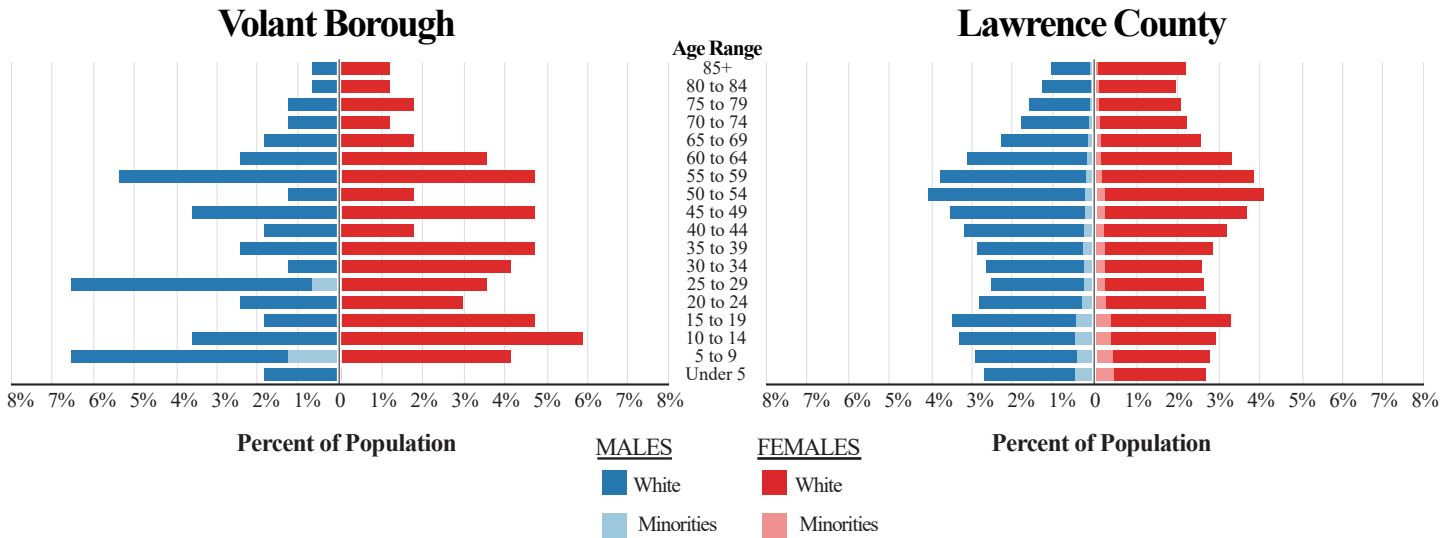 Volant Borough
Lawrence County
Age Range
85+
80 to 84
75 to 79
70 to 74
65 to 69
60 to 64
55 to 59
50 to 54
45 to 49
40 to 44
35 to 39
30 to 34
25 to 29
20 to 24
15 to 19
10 to 14
5 to 9
Under 5
8% 7% 6% 5% 4% 3% 2% 1% 0 1% 2% 3% 4% 5% 6% 7% 8%
8% 7% 6% 5% 4% 3% 2% 1% 0 1% 2% 3% 4% 5% 6% 7% 8%
Percent of Population
Percent of Population
MALES
FEMALES
White
White
Minorities
Minorities